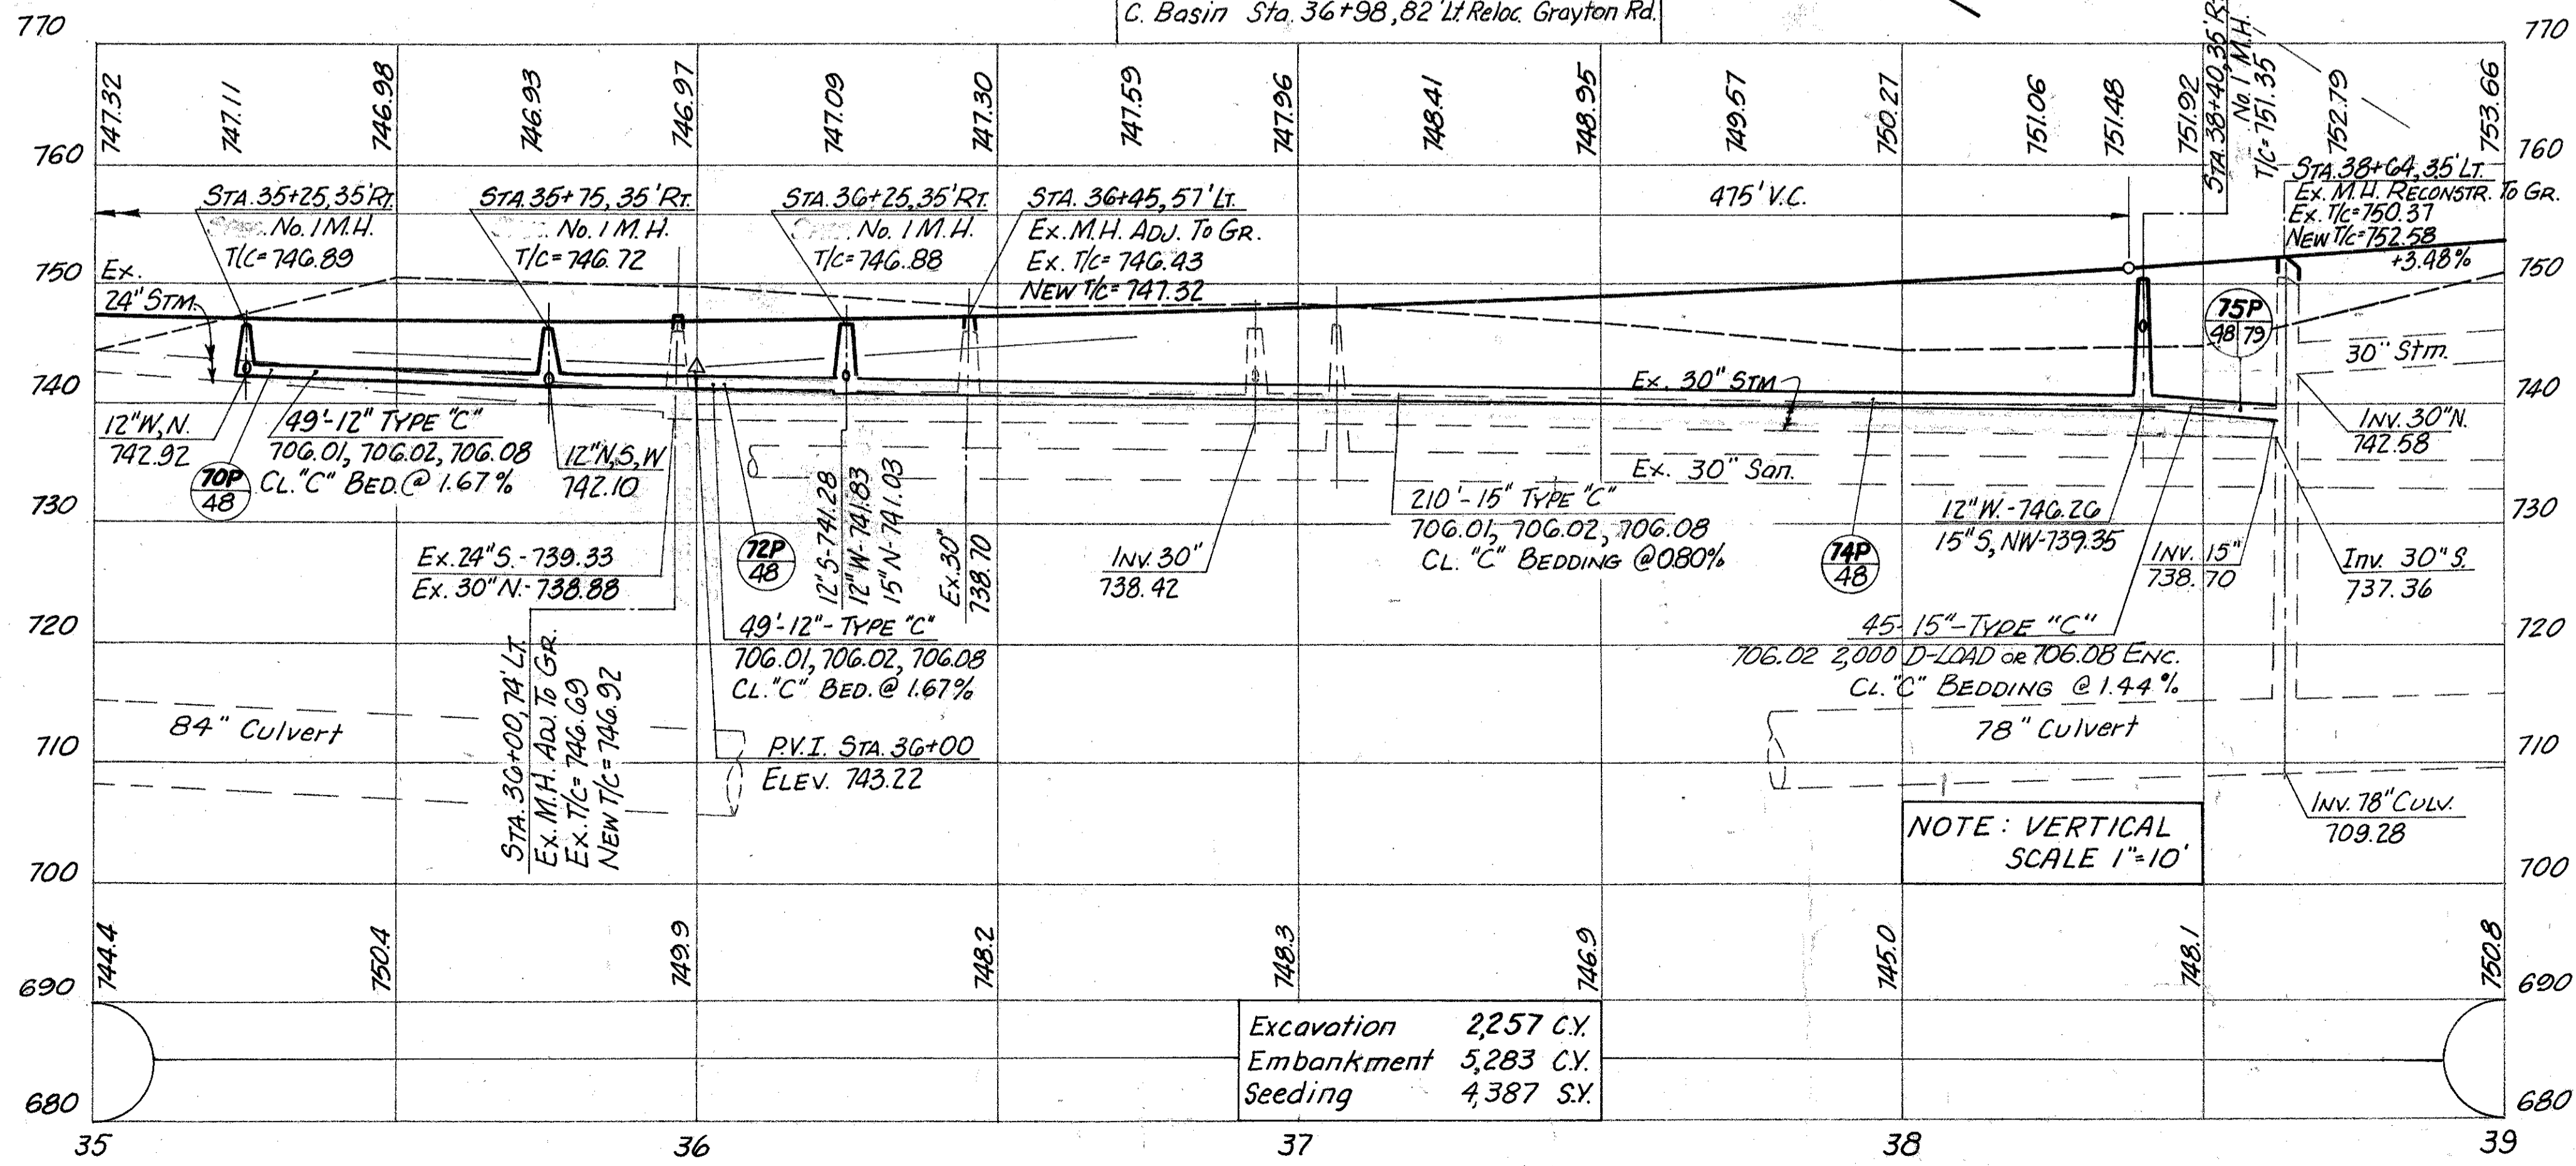 C. Basin Sta. 36+98,82' Lt. Reloc. Grayton Rd.
770
770
747.32
747.11
746.98
746.93
746.97
747.09
747.30
747.59
747.96
748.41
748.95
749.57
750.27
751.06
751.48
751.92
STA. 38+40,35' R
No. 1 M.H.
T/C= 751.35
752.79
753.66
760
760
STA. 35+25,35' RT.
No. 1 M.H.
T/C= 746.89
STA. 35+75, 35' RT.
No. 1 M.H.
T/C= 746.72
STA. 36+25,35' RT.
No. 1 M.H.
T/C= 746.88
STA. 36+45, 57' LT.
EX. M.H. ADJ. TO GR.
EX. T/C= 746.43
NEW T/C= 747.32
475' V.C.
STA. 38+64,35' LT.
EX. M.H. RECONSTR. TO GR.
EX. T/C=750.37
NEW T/C=752.58
+3.48%
750
750
EX.
24" STM.
75P
48 79
30" Stm.
740
740
EX. 30" STM
12" W, N.
742.92
70P
48
49'-12" TYPE "C"
706.01, 706.02, 706.08
CL. "C" BED. @ 1.67%
12" N,S,W
742.10
12" S-741.28
12" W-741.83
15" N-741.03
Ex. 30"
738.70
Ex. 30" San.
INV. 30" N.
742.58
730
730
Ex. 24" S. - 739.33
Ex. 30" N. - 738.88
72P
48
INV. 30"
738.42
210'-15" TYPE "C"
706.01, 706.02, 706.08
CL. "C" BEDDING @ 0.80%
74P
48
12" W. - 746.26
15" S, NW-739.35
INV. 15"
738.70
Inv. 30" S.
737.36
720
720
49'-12"- TYPE "C"
706.01, 706.02, 706.08
CL. "C" BED. @ 1.67%
45-15"-TYPE "C"
706.02 2,000 D-LOAD OR 706.08 ENC.
CL. "C" BEDDING @ 1.44%
STA. 36+00, 74' LT.
EX. M.H. ADJ. TO GR.
EX. T/C= 746.69
NEW T/C= 746.92
84" Culvert
78" Culvert
710
710
P.V.I. STA. 36+00
ELEV. 743.22
INV. 78" CULV.
709.28
NOTE: VERTICAL
SCALE 1"=10'
700
700
744.4
750.4
749.9
748.2
748.3
746.9
745.0
748.1
750.8
690
690
Excavation 2,257 C.Y.
Embankment 5,283 C.Y.
Seeding 4,387 S.Y.
680
680
35
36
37
38
39